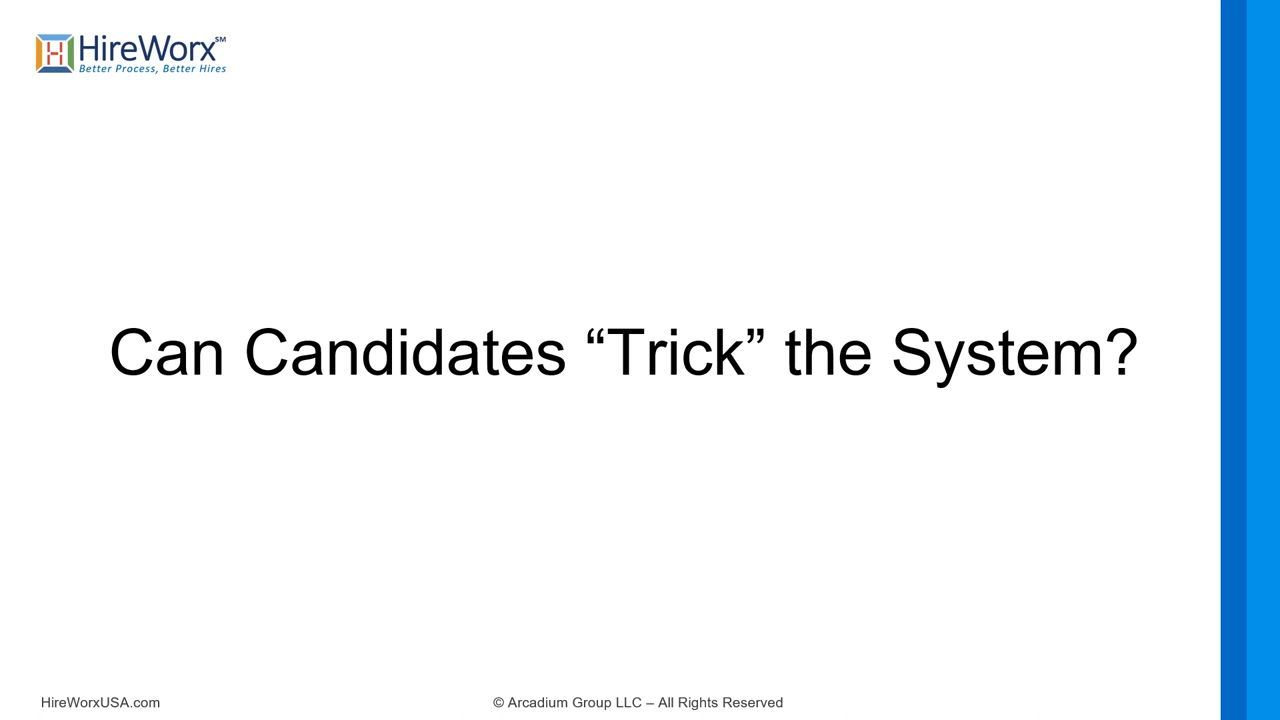 HireWorx℠
Better Process, Better Hires
Can Candidates “Trick” the System?
HireWorxUSA.com
© Arcadium Group LLC – All Rights Reserved